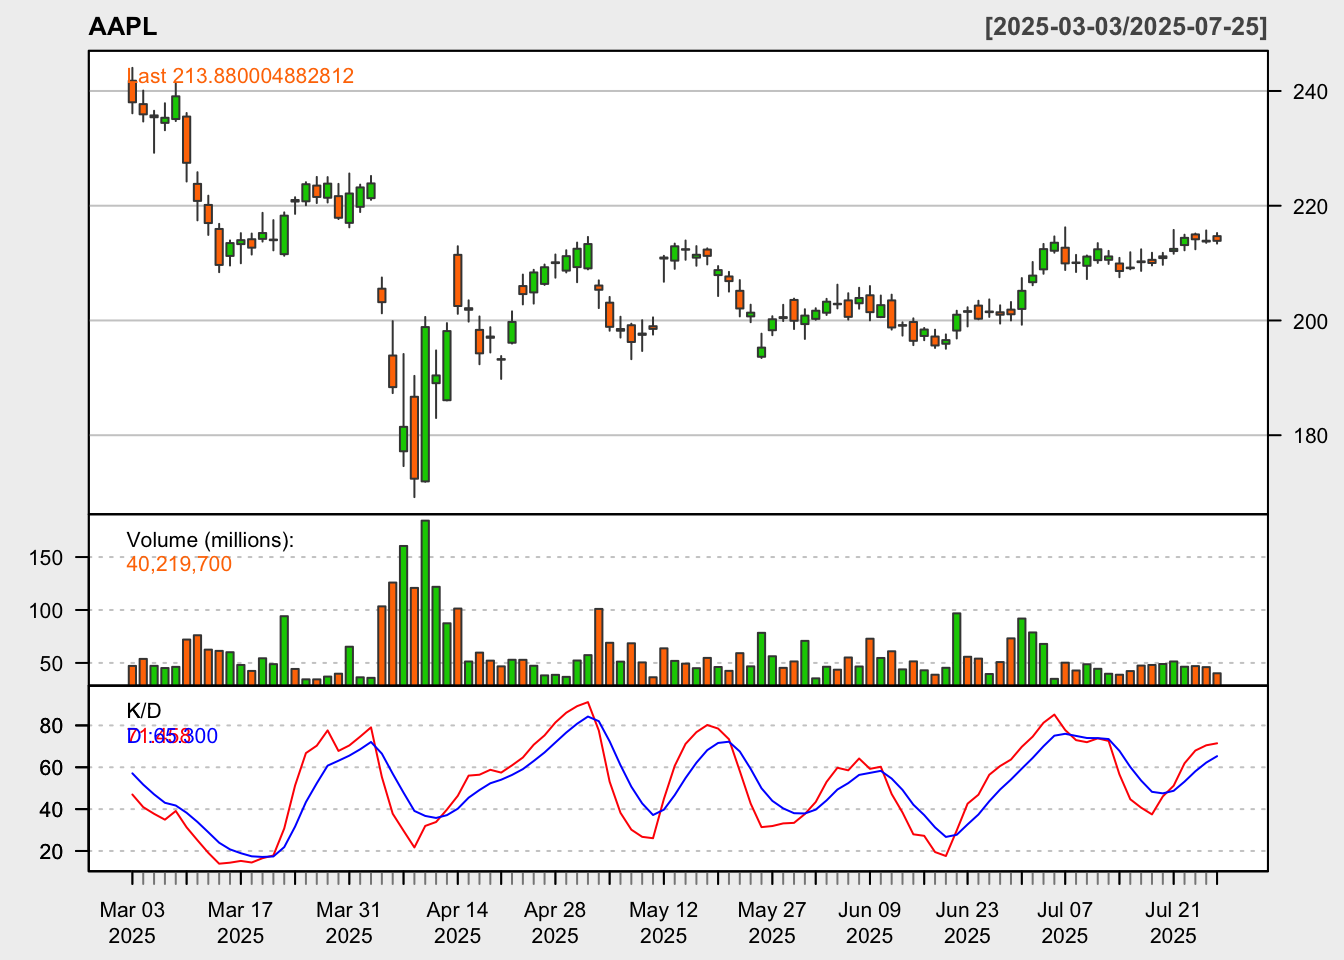 AAPL
[2025-03-03/2025-07-25]
Last 213.880004882812
240
220
200
180
Volume (millions):
40,219,700
150
100
50
K/D
D :65.300
80
60
40
20
Mar 03 2025
Mar 17 2025
Mar 31 2025
Apr 14 2025
Apr 28 2025
May 12 2025
May 27 2025
Jun 09 2025
Jun 23 2025
Jul 07 2025
Jul 21 2025